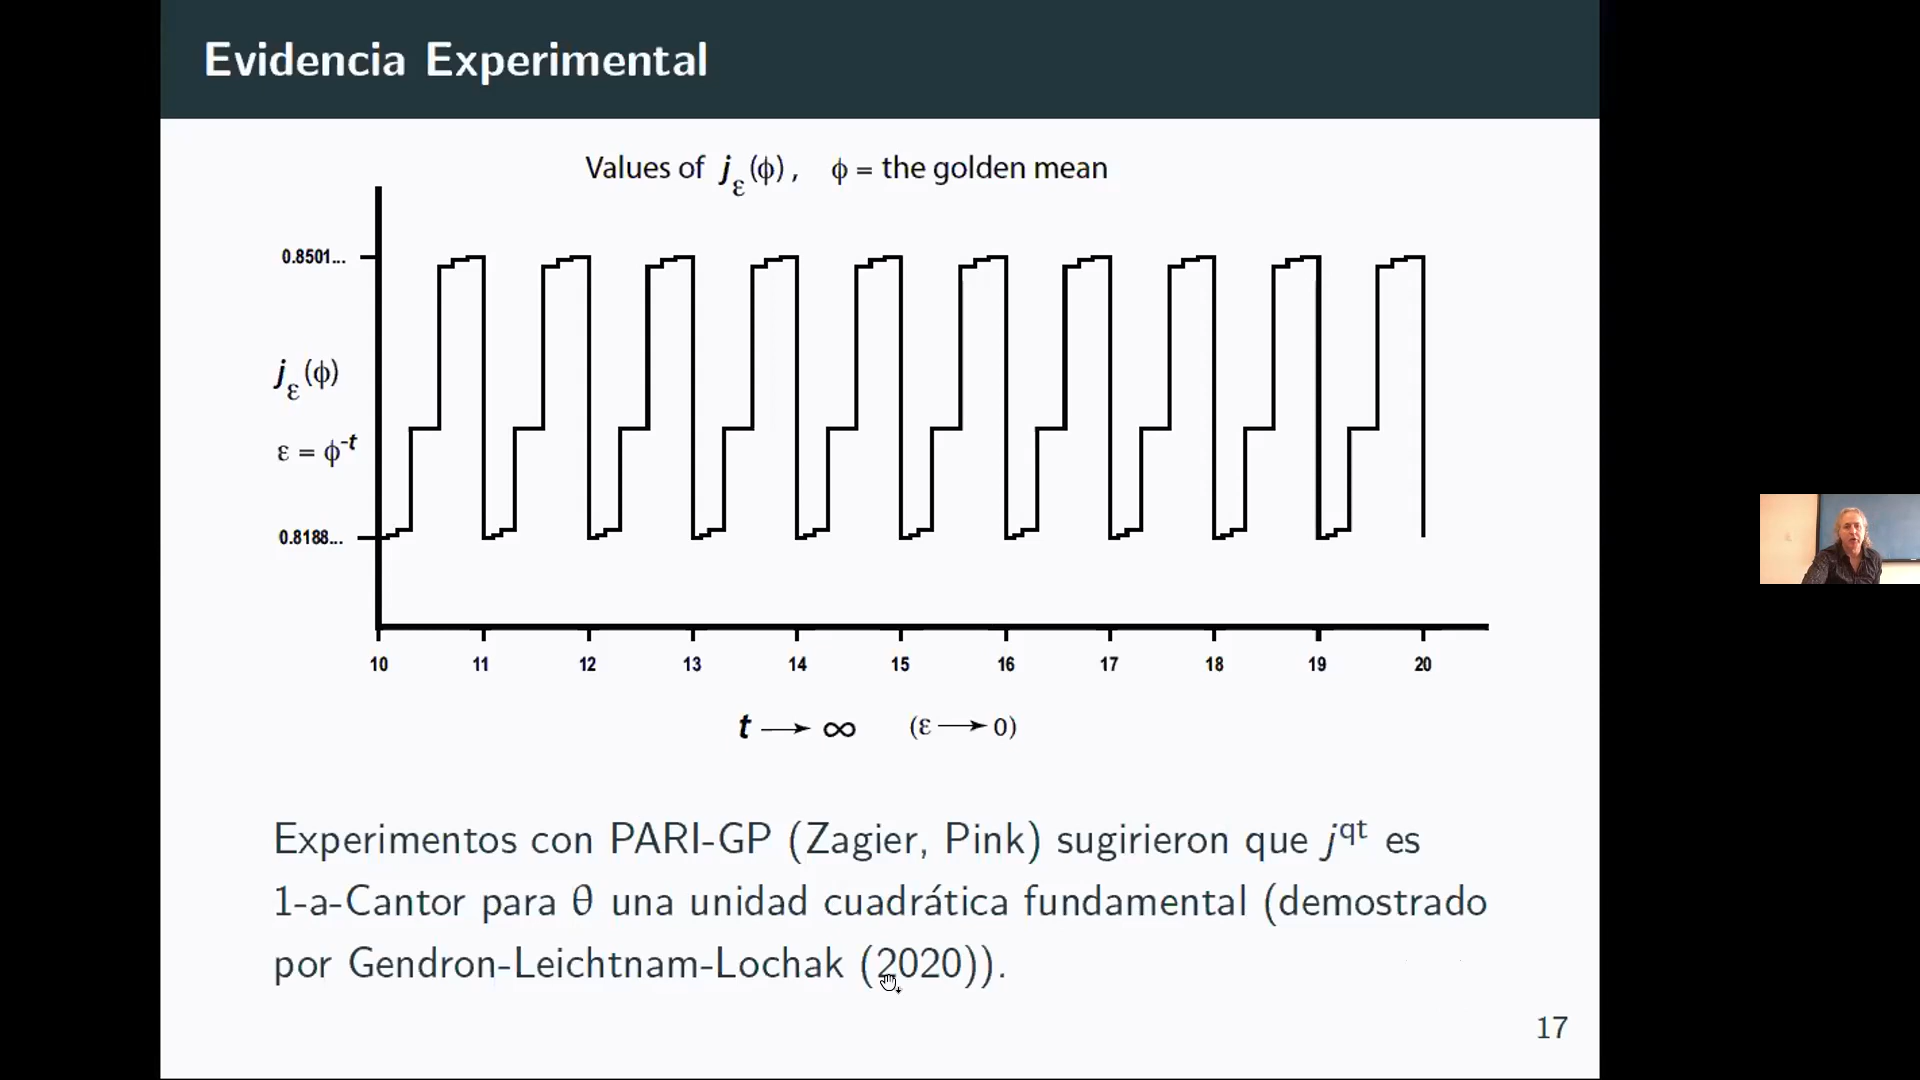 Evidencia Experimental
Values of j_ε(ϕ), ϕ = the golden mean
0.8501...
j_ε(ϕ)
ε = ϕ^-t
0.8188...
10 11 12 13 14 15 16 17 18 19 20
t → ∞ (ε → 0)
Experimentos con PARI-GP (Zagier, Pink) sugirieron que j^qt es
1-a-Cantor para θ una unidad cuadrática fundamental (demostrado
por Gendron-Leichtnam-Lochak (2020)).
17